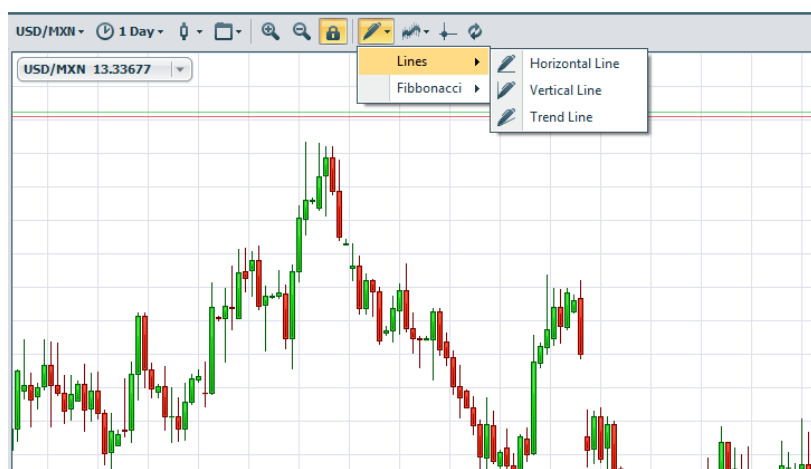 USD/MXN 1 Day
USD/MXN 13.33677
Lines
Fibbonacci
Horizontal Line
Vertical Line
Trend Line